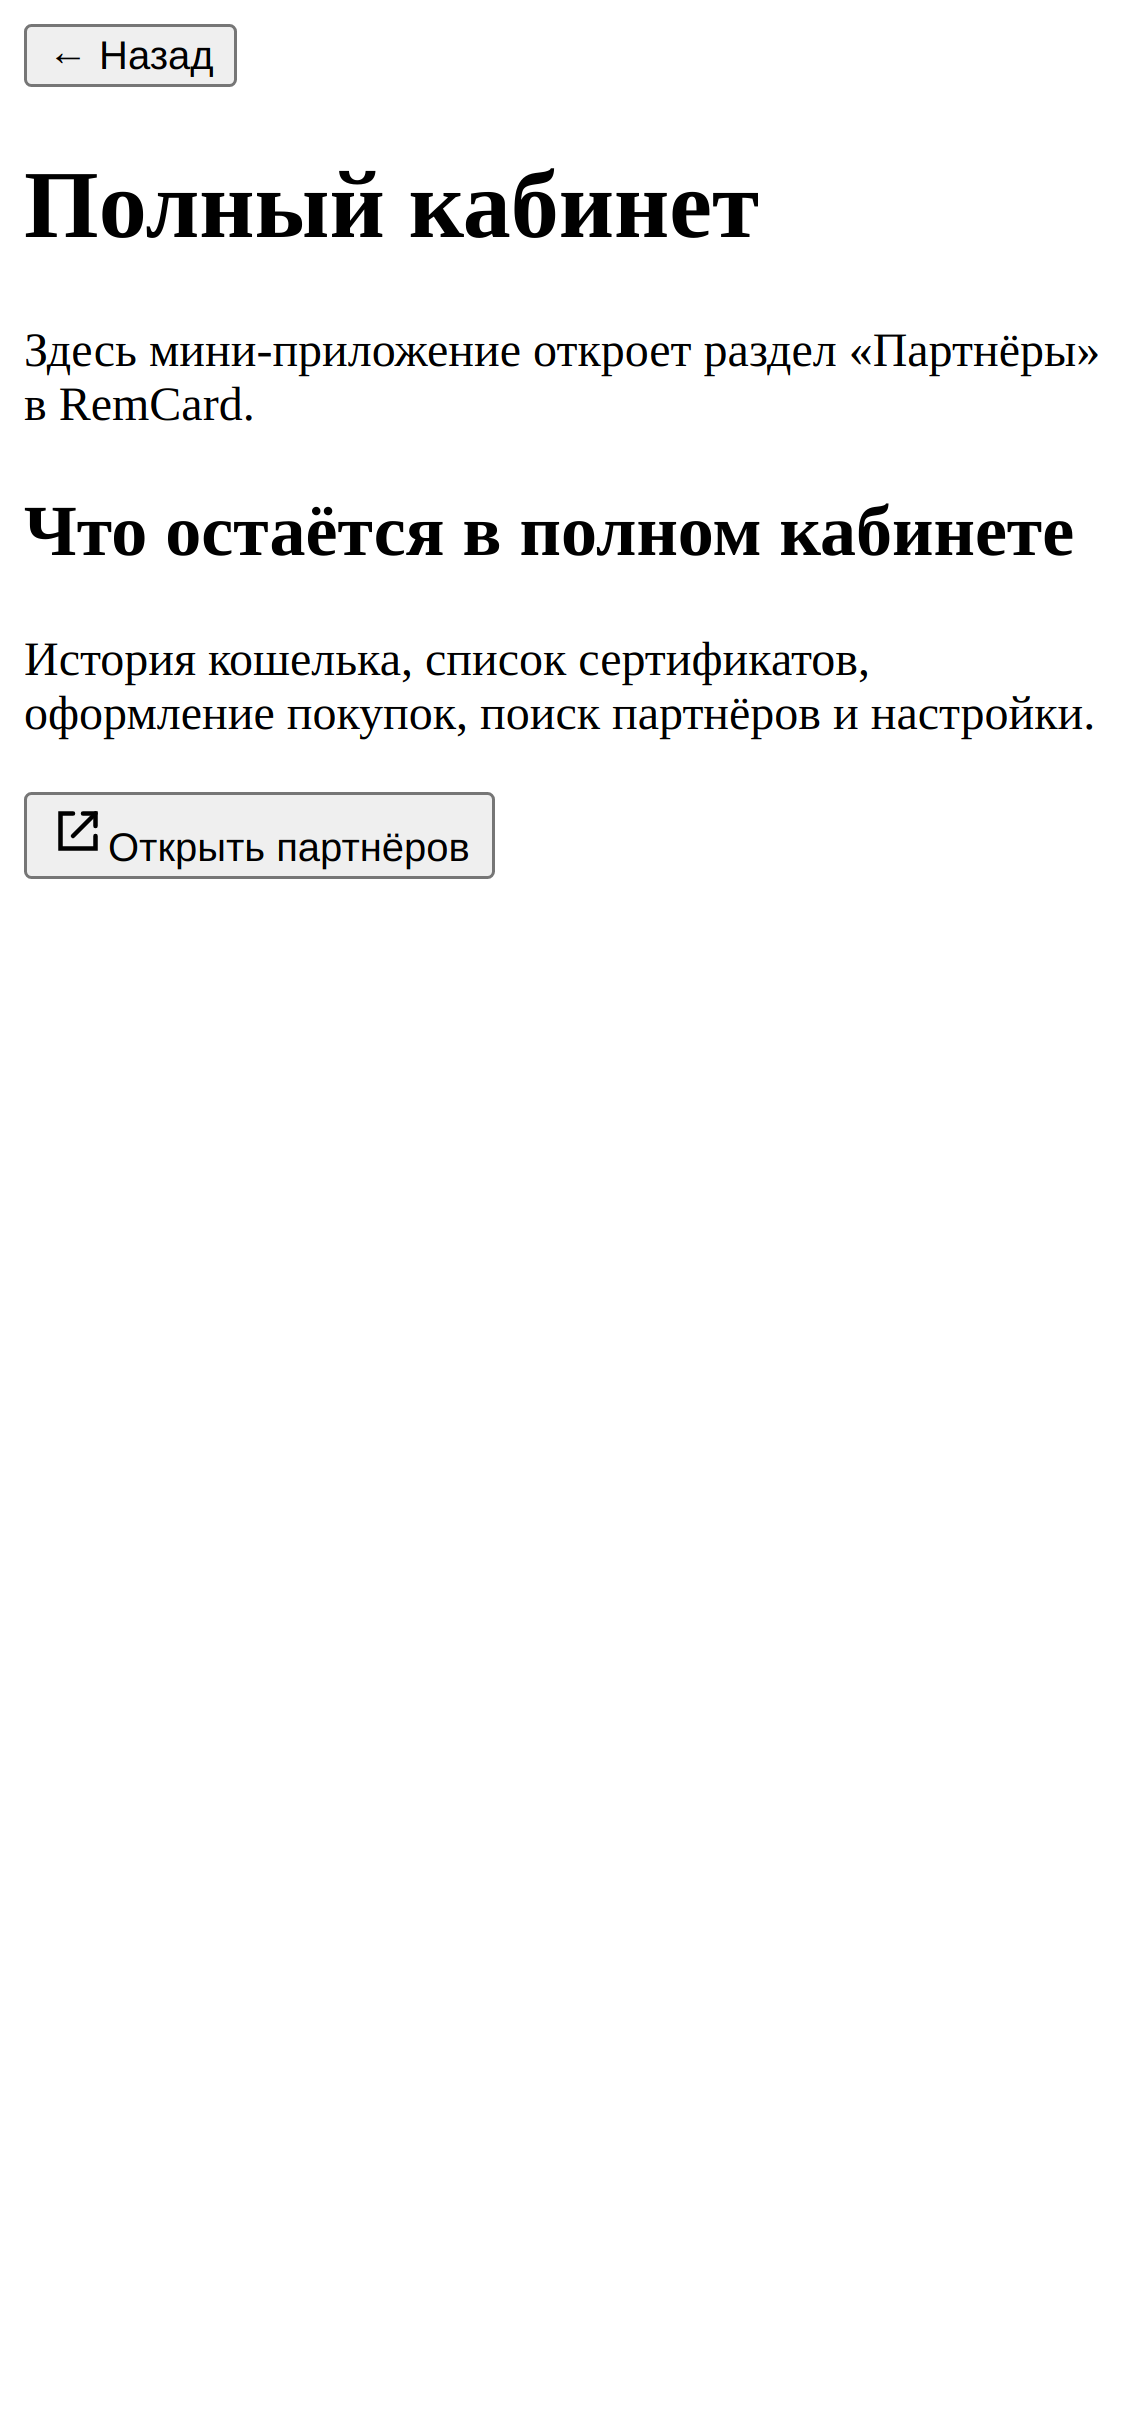 ← Назад
Полный кабинет
Здесь мини-приложение откроет раздел «Партнёры»
в RemCard.
Что остаётся в полном кабинете
История кошелька, список сертификатов,
оформление покупок, поиск партнёров и настройки.
Открыть партнёров